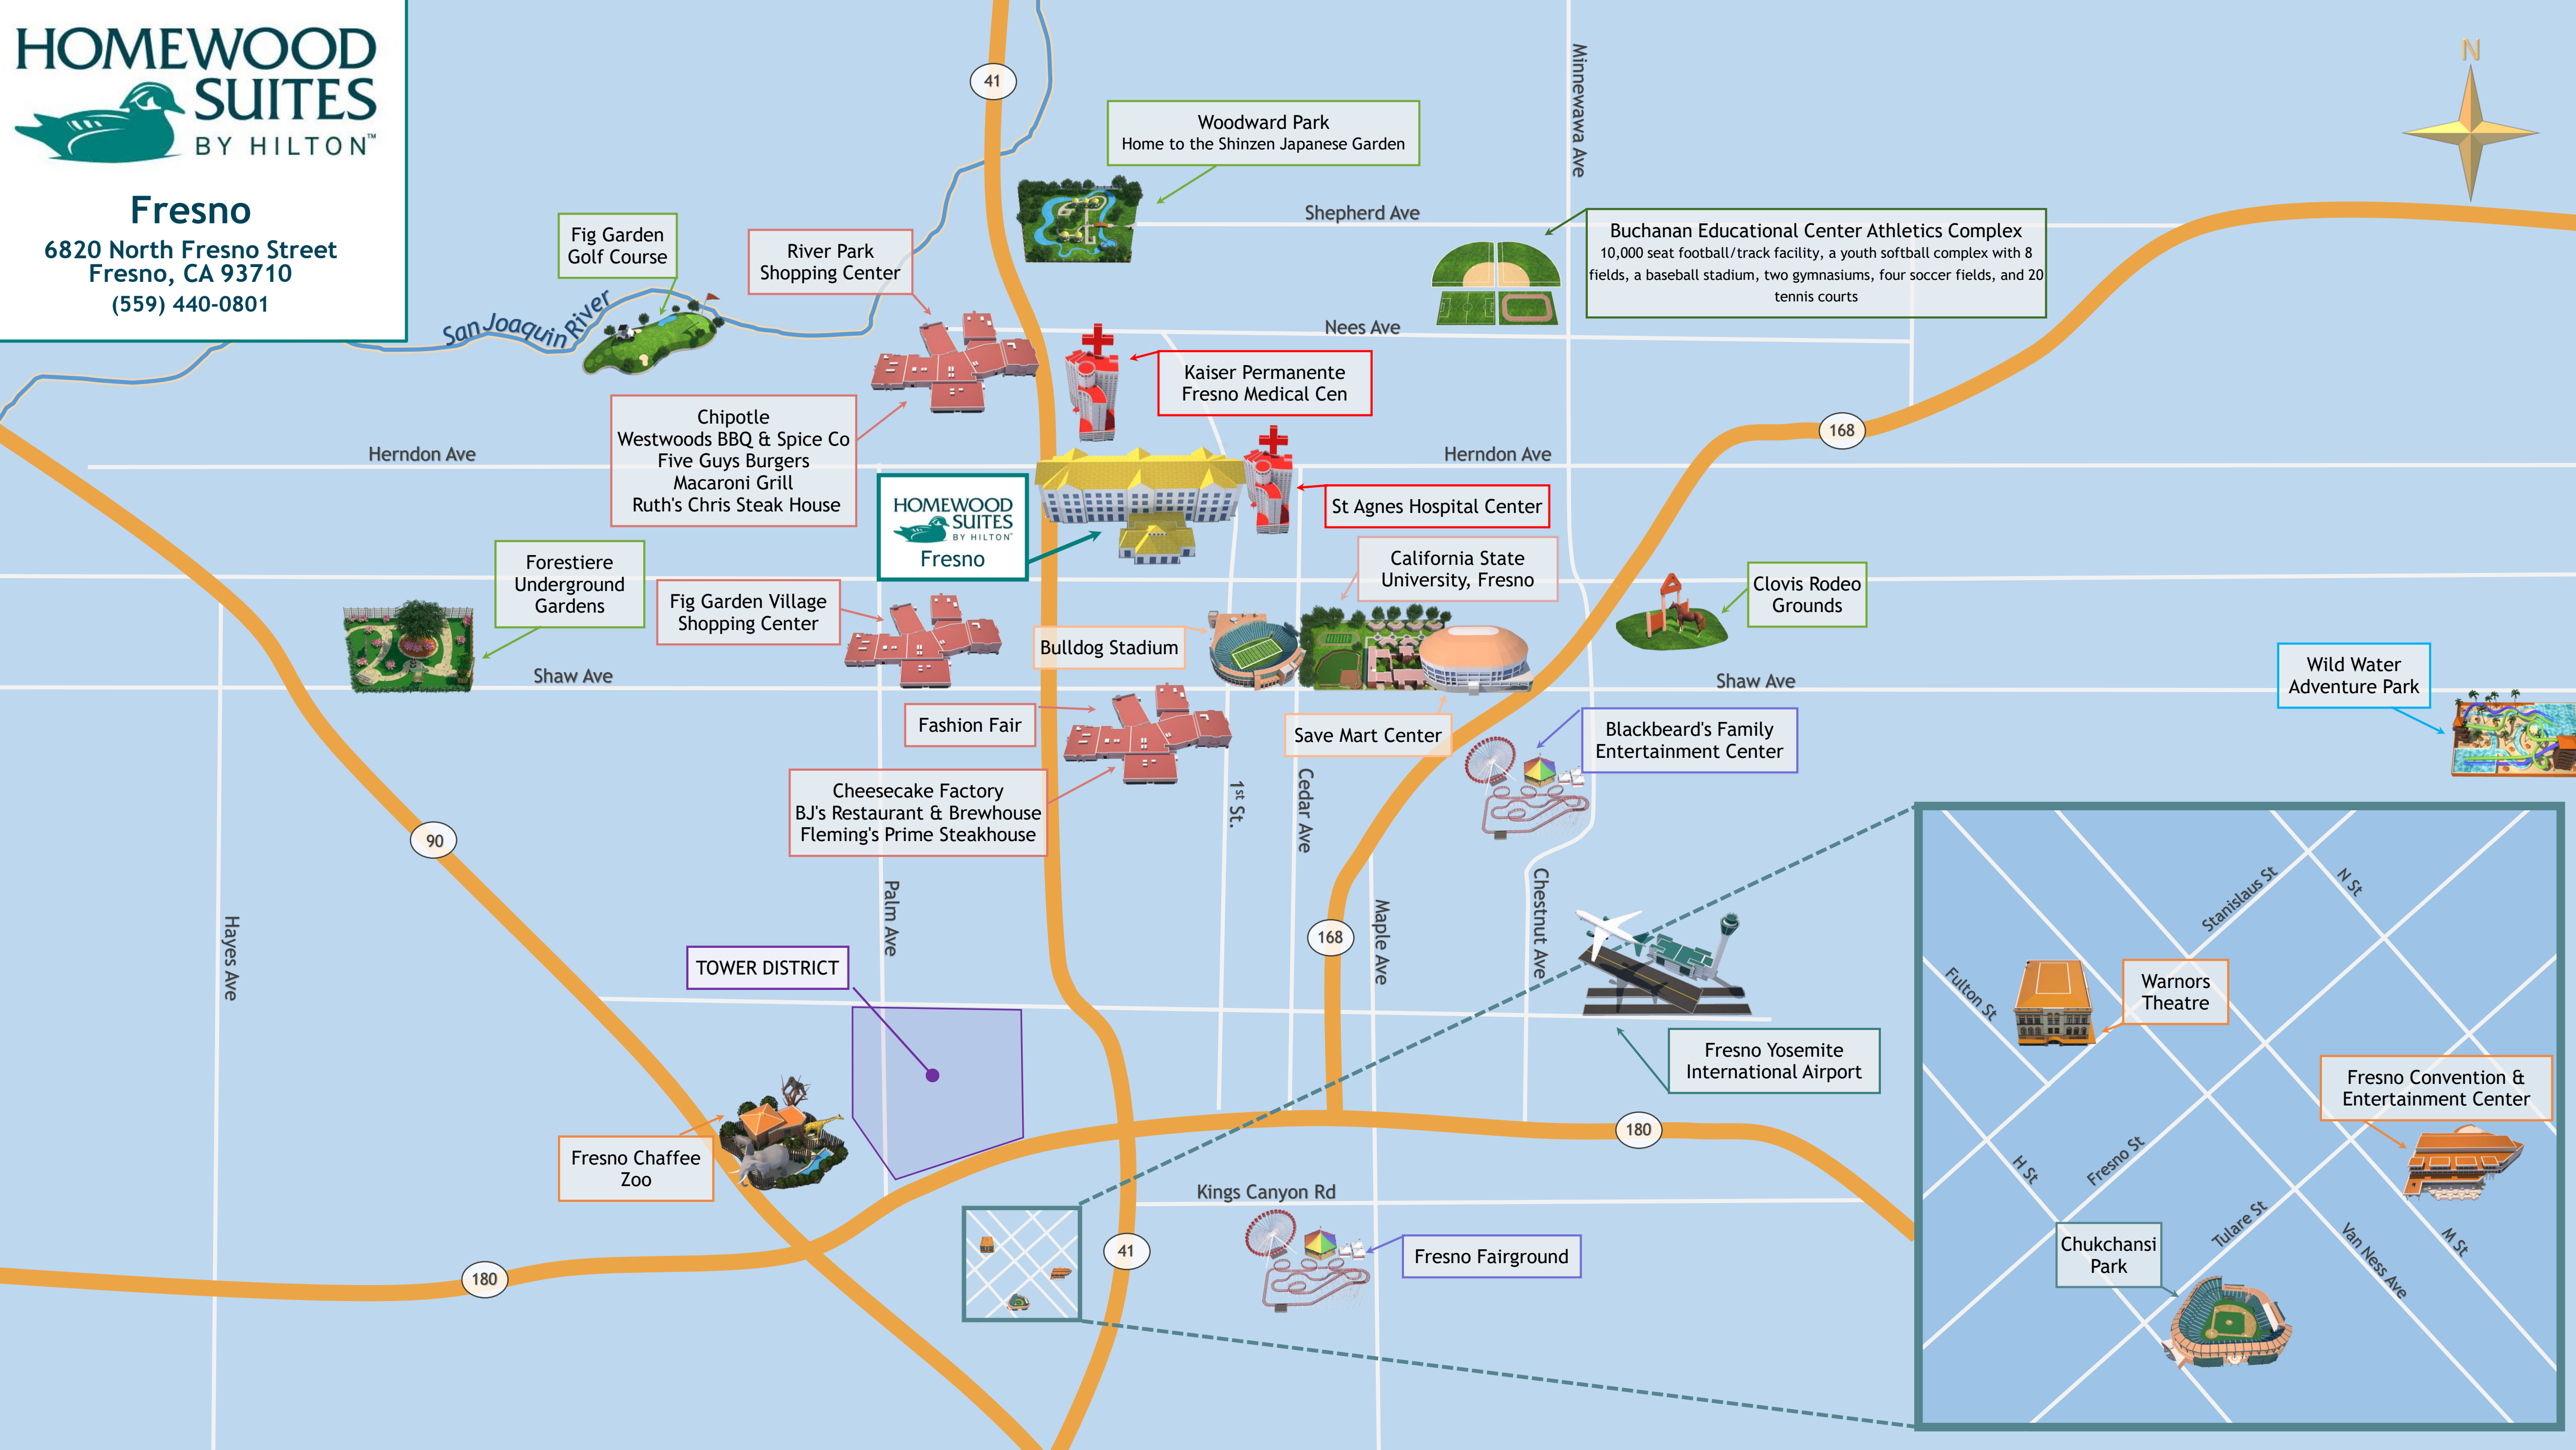 HOMEWOOD
SUITES
BY HILTON™
Fresno
6820 North Fresno Street
Fresno, CA 93710
(559) 440-0801
N
41
Minnewawa Ave
Woodward Park
Home to the Shinzen Japanese Garden
Shepherd Ave
Fig Garden
Golf Course
River Park
Shopping Center
Buchanan Educational Center Athletics Complex
10,000 seat football/track facility, a youth softball complex with 8
fields, a baseball stadium, two gymnasiums, four soccer fields, and 20
tennis courts
San Joaquin River
Nees Ave
Kaiser Permanente
Fresno Medical Cen
Chipotle
Westwoods BBQ & Spice Co
Five Guys Burgers
Macaroni Grill
Ruth's Chris Steak House
168
Herndon Ave
Herndon Ave
HOMEWOOD
SUITES
BY HILTON™
Fresno
St Agnes Hospital Center
Forestiere
Underground
Gardens
California State
University, Fresno
Clovis Rodeo
Grounds
Fig Garden Village
Shopping Center
Bulldog Stadium
Shaw Ave
Shaw Ave
Wild Water
Adventure Park
Fashion Fair
Save Mart Center
Blackbeard's Family
Entertainment Center
Cheesecake Factory
BJ's Restaurant & Brewhouse
Fleming's Prime Steakhouse
1st St.
Cedar Ave
90
Hayes Ave
Palm Ave
168
Maple Ave
Chestnut Ave
TOWER DISTRICT
Fresno Yosemite
International Airport
180
Fresno Chaffee
Zoo
Kings Canyon Rd
41
180
Fresno Fairground
Stanislaus St
N St
Fulton St
Warnors
Theatre
Fresno Convention &
Entertainment Center
H St
Fresno St
Tulare St
Chukchansi
Park
Van Ness Ave
M St